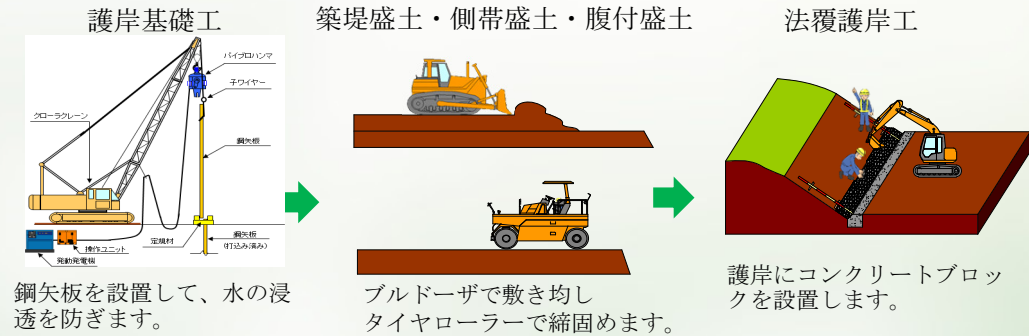 護岸基礎工
バイブロハンマ
子ワイヤー
クローラクレーン
鋼矢板
定規材
鋼矢板
(打込み済み)
操作ユニット
発動発電機
鋼矢板を設置して、水の浸
透を防ぎます。
築堤盛土・側帯盛土・腹付盛土
ブルドーザで敷き均し
タイヤローラーで締固めます。
法覆護岸工
護岸にコンクリートブロッ
クを設置します。